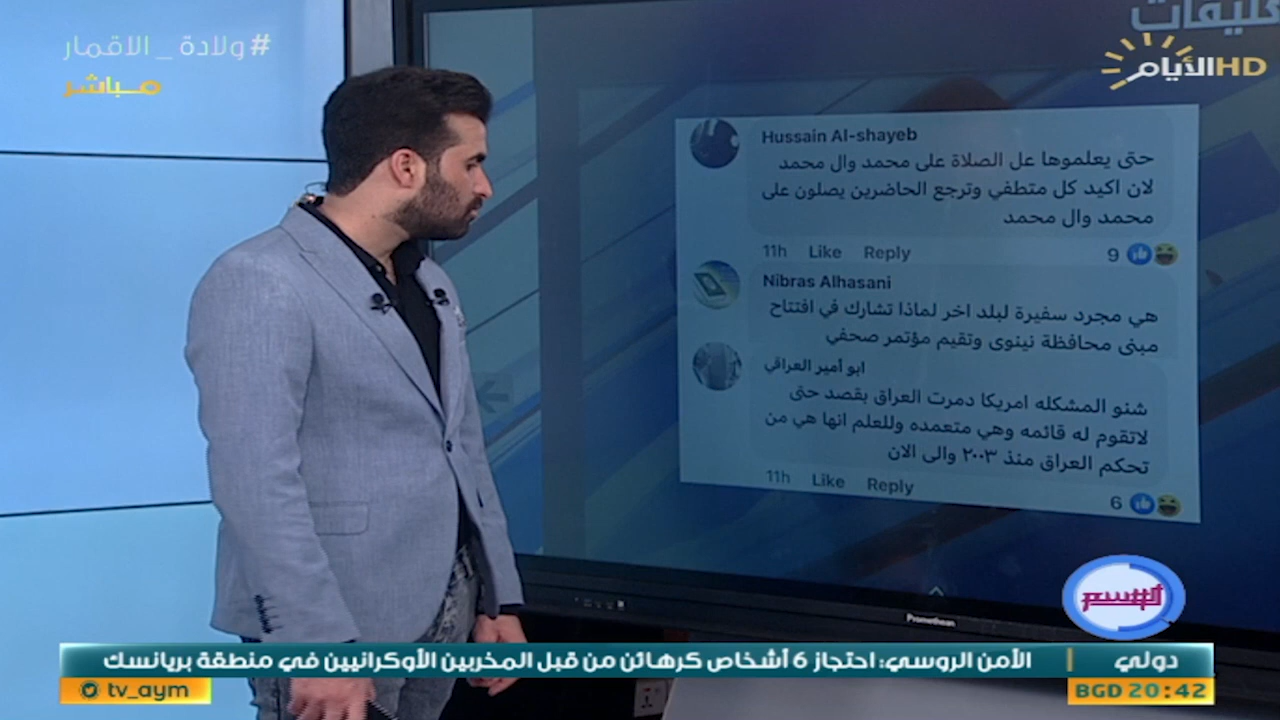 #ولادة_الاقمار
مباشر
تعليقات
الأيام HD
Hussain Al-shayeb
حتى يعلموها عل الصلاة على محمد وال محمد
لان اكيد كل متطفي وترجع الحاضرين يصلون على
محمد وال محمد
11h Like Reply 9
Nibras Alhasani
هي مجرد سفيرة لبلد اخر لماذا تشارك في افتتاح
مبنى محافظة نينوى وتقيم مؤتمر صحفي
ابو أمير العراقي
شنو المشكله امريكا دمرت العراق بقصد حتى
لاتقوم له قائمه وهي متعمده وللعلم انها هي من
تحكم العراق منذ ٢٠٠٣ والى الان
11h Like Reply 6
Promethean
الوسم
دولي | الأمن الروسي: احتجاز 6 أشخاص كرهائن من قبل المخربين الأوكرانيين في منطقة بريانسك
tv_aym
BGD 20:42